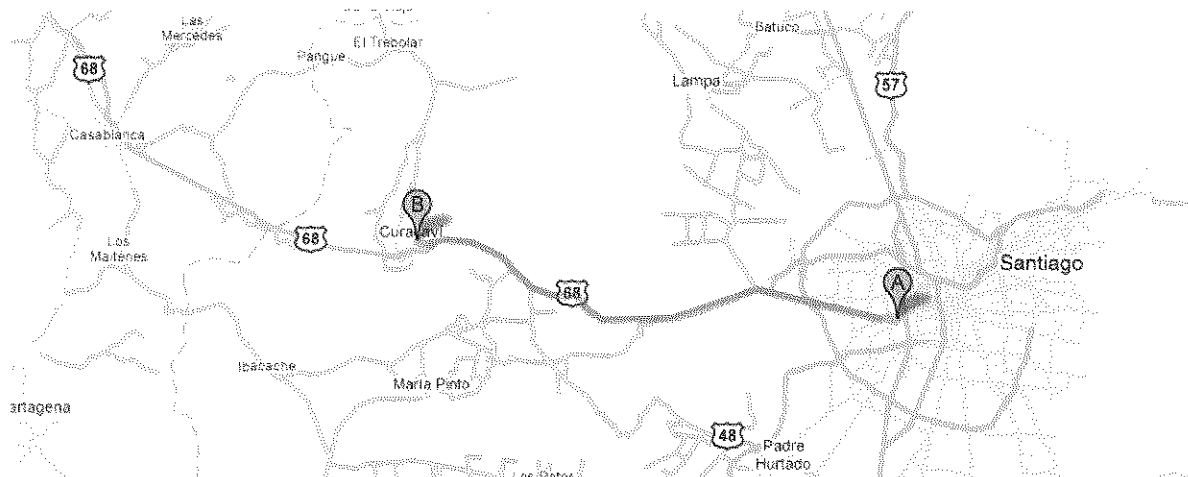 Las
Mercedes
El Trebolar
Pangue
68
Batuco
Lampa
57
Casablanca
B
Curacaví
68
Los
Maitenes
68
A
Santiago
Ibacache
María Pinto
artagena
48
Padre
Hurtado